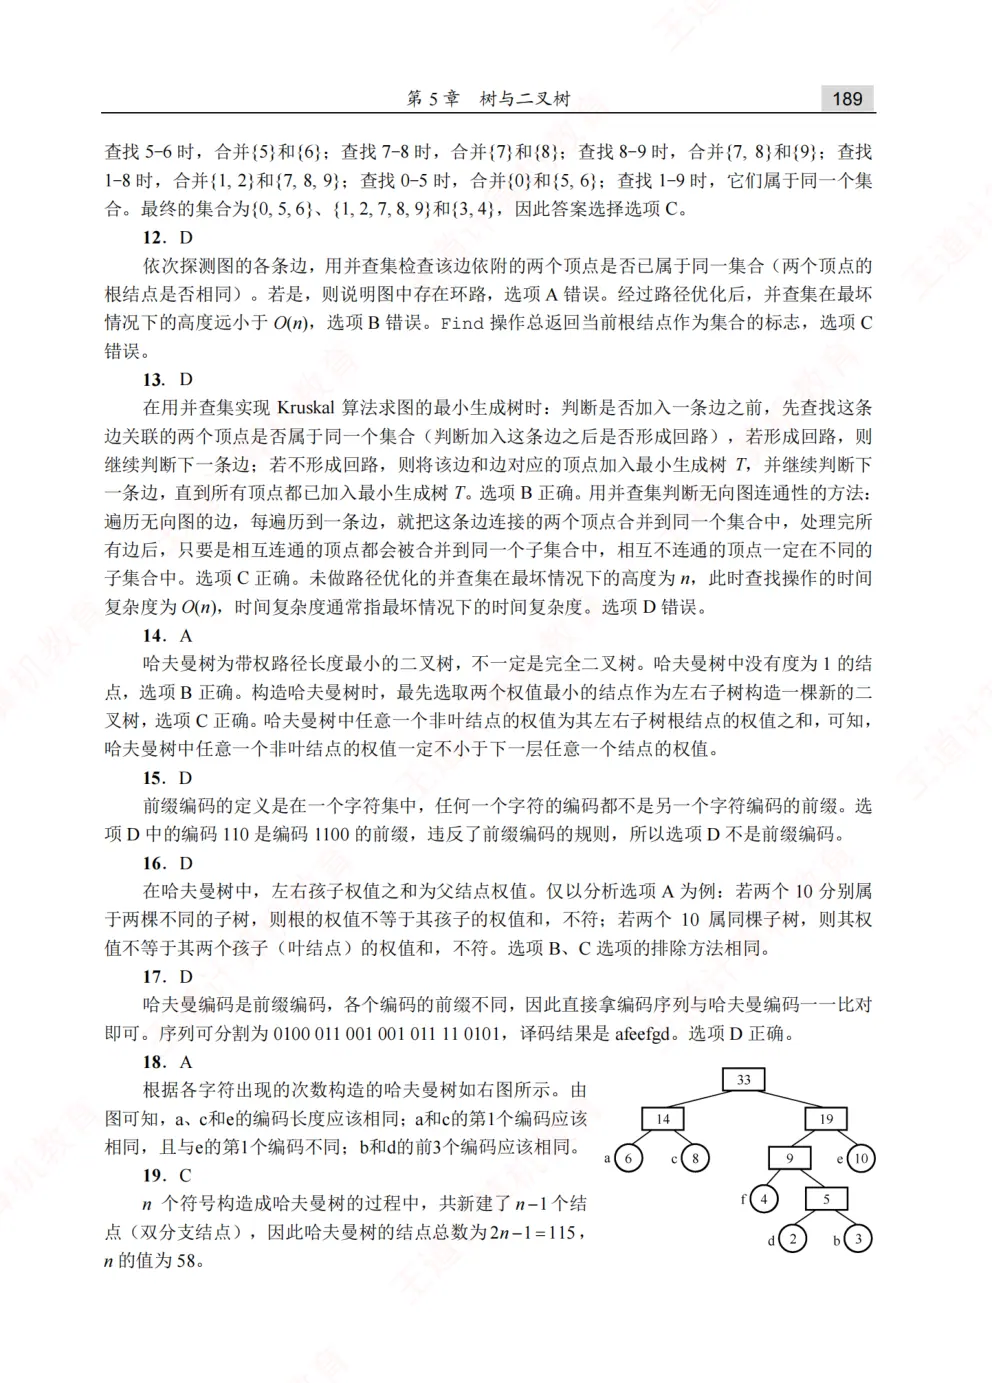 第 5 章 树与二叉树 189
查找 5-6 时，合并{5}和{6}；查找 7-8 时，合并{7}和{8}；查找 8-9 时，合并{7, 8}和{9}；查找
1-8 时，合并{1, 2}和{7, 8, 9}；查找 0-5 时，合并{0}和{5, 6}；查找 1-9 时，它们属于同一个集
合。最终的集合为{0, 5, 6}、{1, 2, 7, 8, 9}和{3, 4}，因此答案选择选项 C。
12．D
依次探测图的各条边，用并查集检查该边依附的两个顶点是否已属于同一集合（两个顶点的
根结点是否相同）。若是，则说明图中存在环路，选项 A 错误。经过路径优化后，并查集在最坏
情况下的高度远小于 O(n)，选项 B 错误。Find 操作总返回当前根结点作为集合的标志，选项 C
错误。
13．D
在用并查集实现 Kruskal 算法求图的最小生成树时：判断是否加入一条边之前，先查找这条
边关联的两个顶点是否属于同一个集合（判断加入这条边之后是否形成回路），若形成回路，则
继续判断下一条边；若不形成回路，则将该边和边对应的顶点加入最小生成树 T，并继续判断下
一条边，直到所有顶点都已加入最小生成树 T。选项 B 正确。用并查集判断无向图连通性的方法：
遍历无向图的边，每遍历到一条边，就把这条边连接的两个顶点合并到同一个集合中，处理完所
有边后，只要是相互连通的顶点都会被合并到同一个子集合中，相互不连通的顶点一定在不同的
子集合中。选项 C 正确。未做路径优化的并查集在最坏情况下的高度为 n，此时查找操作的时间
复杂度为 O(n)，时间复杂度通常指最坏情况下的时间复杂度。选项 D 错误。
14．A
哈夫曼树为带权路径长度最小的二叉树，不一定是完全二叉树。哈夫曼树中没有度为 1 的结
点，选项 B 正确。构造哈夫曼树时，最先选取两个权值最小的结点作为左右子树构造一棵新的二
叉树，选项 C 正确。哈夫曼树中任意一个非叶结点的权值为其左右子树根结点的权值之和，可知，
哈夫曼树中任意一个非叶结点的权值一定不小于下一层任意一个结点的权值。
15．D
前缀编码的定义是在一个字符集中，任何一个字符的编码都不是另一个字符编码的前缀。选
项 D 中的编码 110 是编码 1100 的前缀，违反了前缀编码的规则，所以选项 D 不是前缀编码。
16．D
在哈夫曼树中，左右孩子权值之和为父结点权值。仅以分析选项 A 为例：若两个 10 分别属
于两棵不同的子树，则根的权值不等于其孩子的权值和，不符；若两个 10 属同棵子树，则其权
值不等于其两个孩子（叶结点）的权值和，不符。选项 B、C 选项的排除方法相同。
17．D
哈夫曼编码是前缀编码，各个编码的前缀不同，因此直接拿编码序列与哈夫曼编码一一比对
即可。序列可分割为 0100 011 001 001 011 11 0101，译码结果是 afeefgd。选项 D 正确。
18．A
根据各字符出现的次数构造的哈夫曼树如右图所示。由
图可知，a、c和e的编码长度应该相同；a和c的第1个编码应该
相同，且与e的第1个编码不同；b和d的前3个编码应该相同。
19．C
n 个符号构造成哈夫曼树的过程中，共新建了 n−1个结
点（双分支结点），因此哈夫曼树的结点总数为2n−1=115，
n 的值为 58。
33
14 19
a 6 c 8 9 e 10
f 4 5
d 2 b 3
王道计算机教育